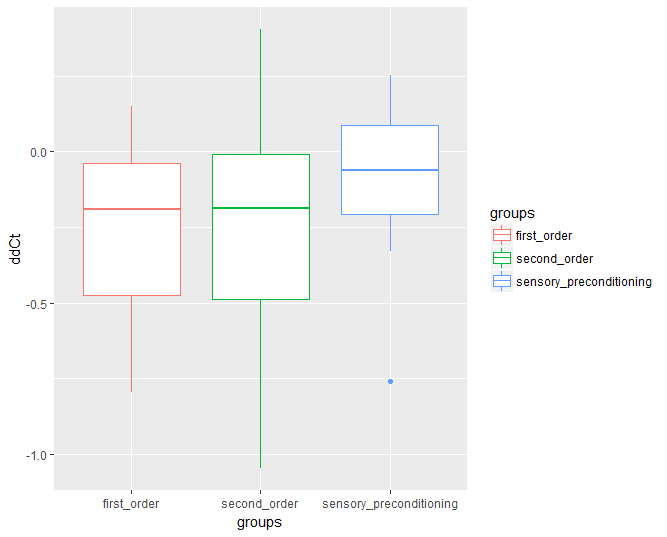 ddCt
0.0
-0.5
-1.0
first_order
second_order
sensory_preconditioning
groups
groups
first_order
second_order
sensory_preconditioning